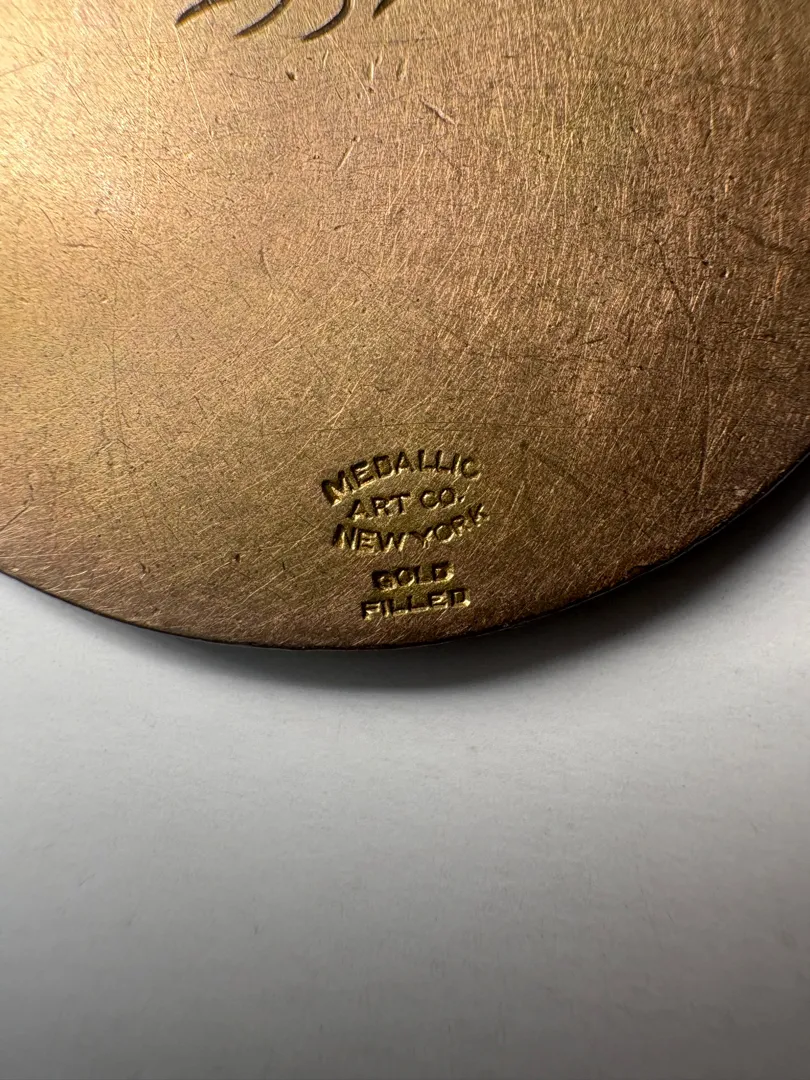 MEDALLIC
ART CO.
NEW YORK
GOLD
FILLED